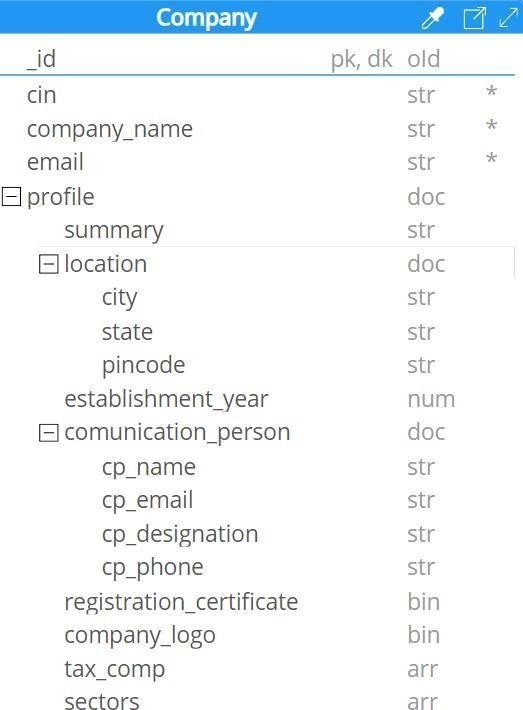 Company
_id pk, dk oId
cin str *
company_name str *
email str *
profile doc
summary str
location doc
city str
state str
pincode str
establishment_year num
comunication_person doc
cp_name str
cp_email str
cp_designation str
cp_phone str
registration_certificate bin
company_logo bin
tax_comp arr
sectors arr